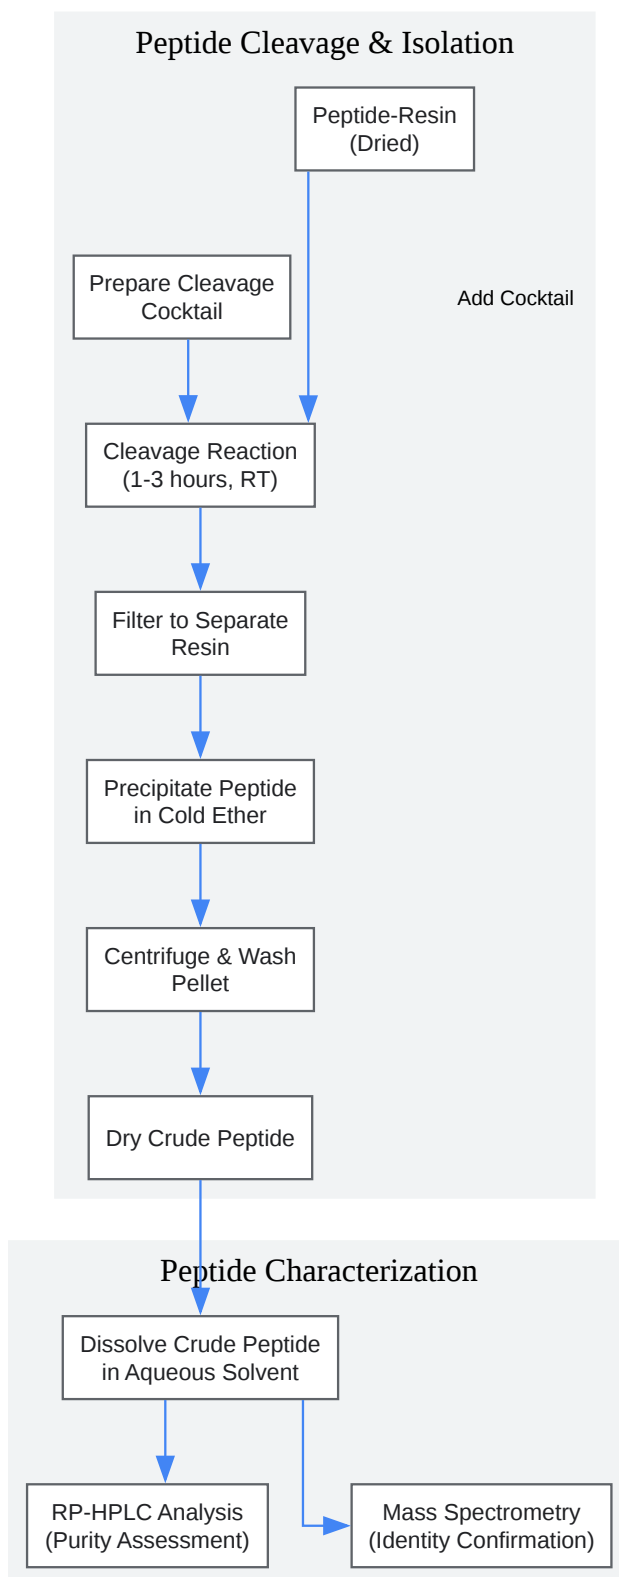 Peptide Cleavage & Isolation
Peptide-Resin
(Dried)
Prepare Cleavage
Cocktail
Add Cocktail
Cleavage Reaction
(1-3 hours, RT)
Filter to Separate
Resin
Precipitate Peptide
in Cold Ether
Centrifuge & Wash
Pellet
Dry Crude Peptide
Peptide Characterization
Dissolve Crude Peptide
in Aqueous Solvent
RP-HPLC Analysis
(Purity Assessment)
Mass Spectrometry
(Identity Confirmation)